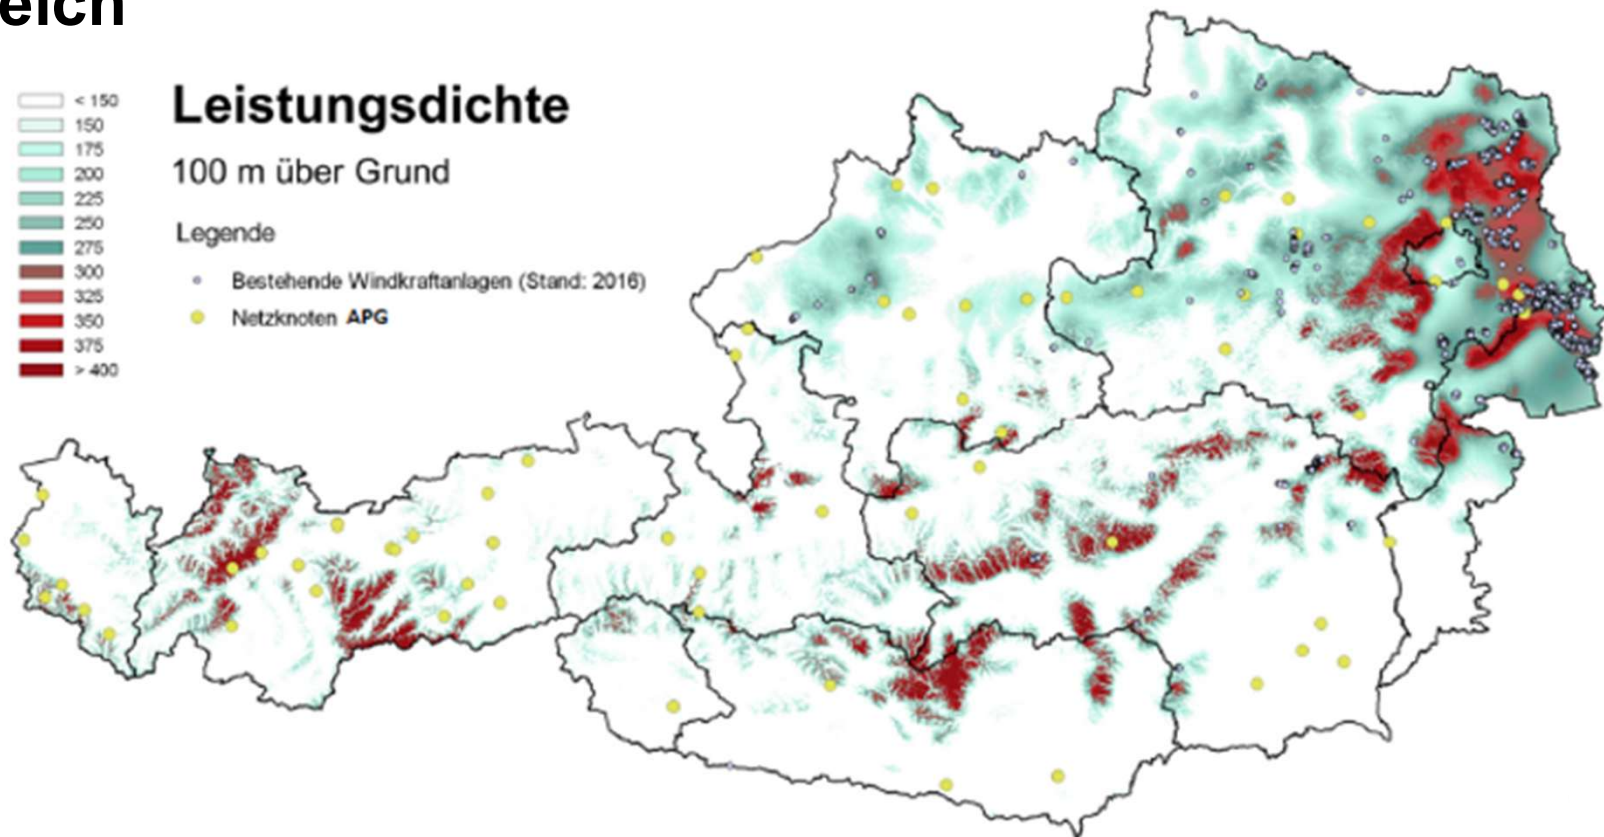 eich
Leistungsdichte
100 m über Grund
Legende
Bestehende Windkraftanlagen (Stand: 2016)
Netzknoten APG
< 150
150
175
200
225
250
275
300
325
350
375
> 400